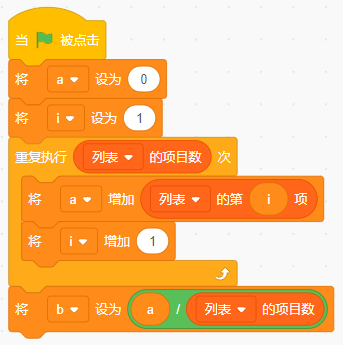 当 被点击
将 a 设为 0
将 i 设为 1
重复执行 列表 的项目数 次
将 a 增加 列表 的第 i 项
将 i 增加 1
将 b 设为 a / 列表 的项目数